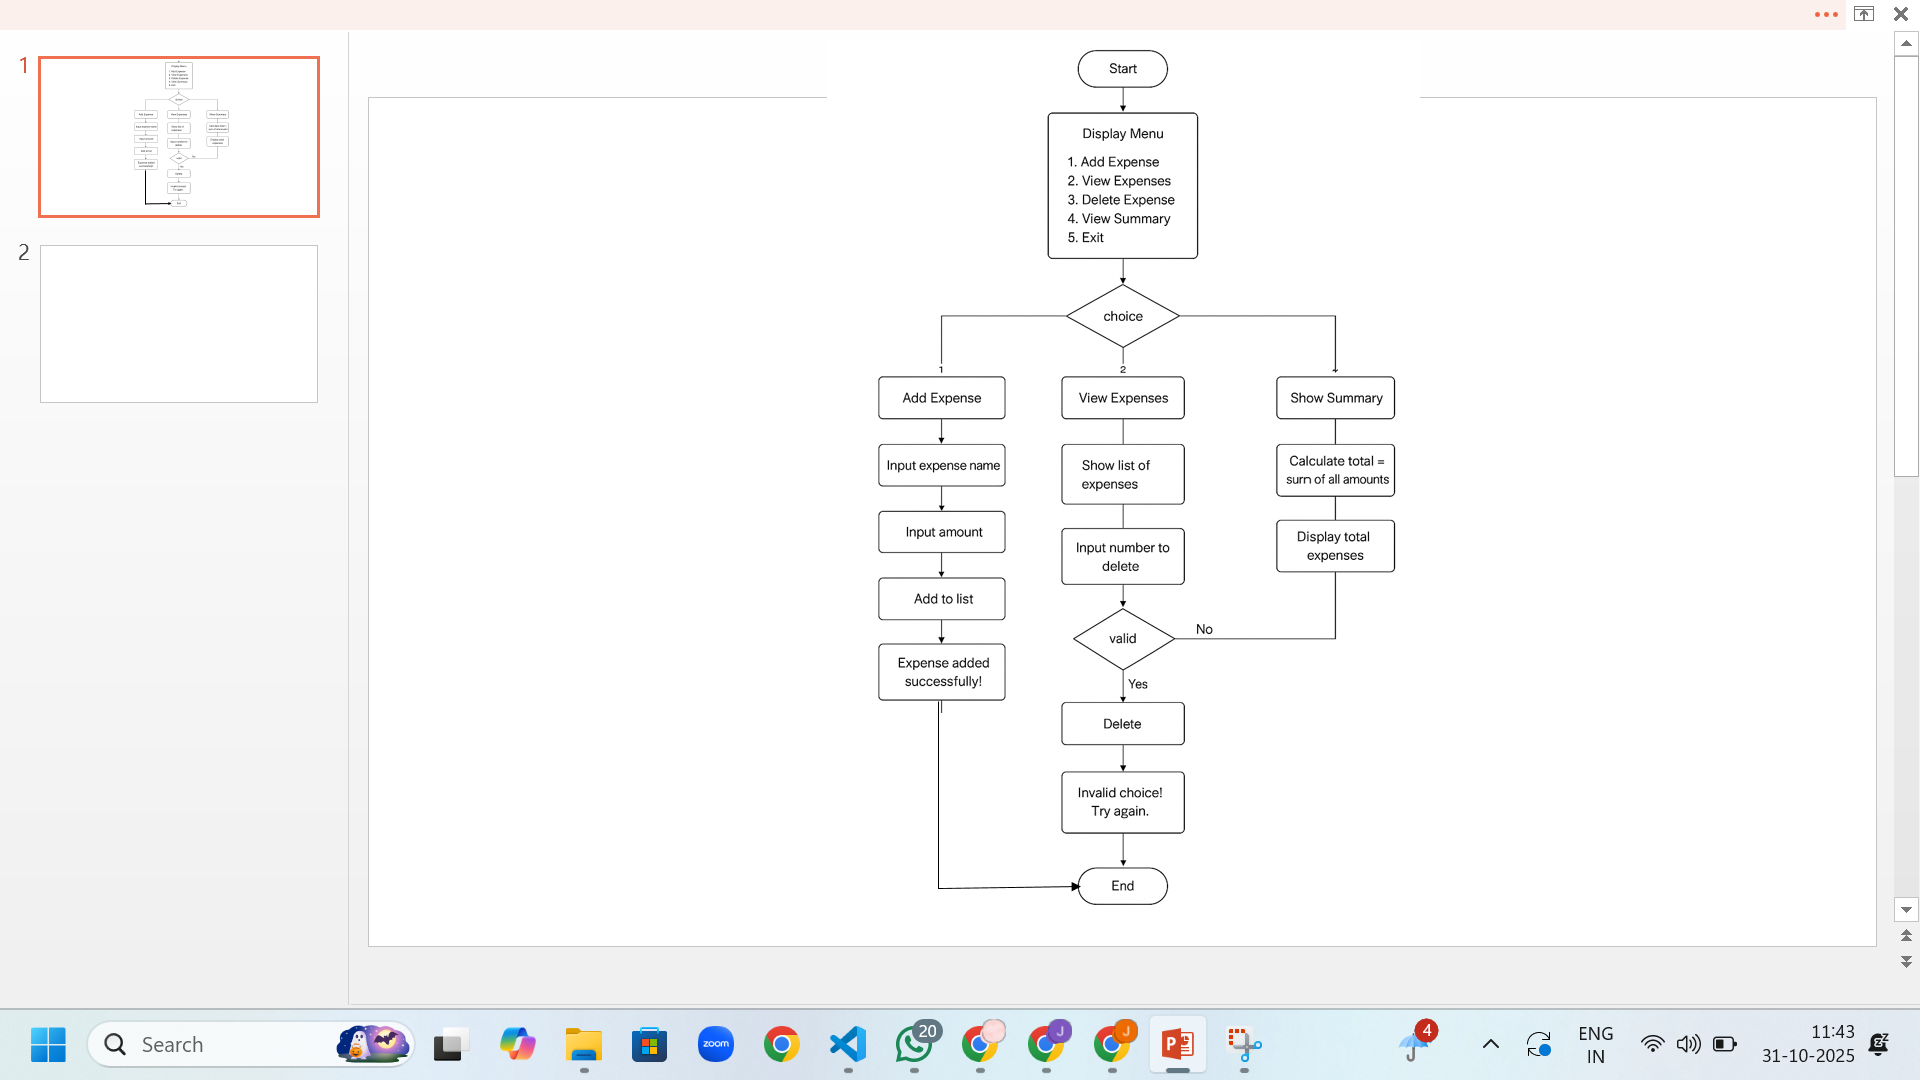 1
2
Start
Display Menu
1. Add Expense
2. View Expenses
3. Delete Expense
4. View Summary
5. Exit
choice
1
2
Add Expense
View Expenses
Show Summary
Input expense name
Show list of
expenses
Calculate total =
surn of all amounts
Input amount
Input number to
delete
Display total
expenses
Add to list
valid
No
Yes
Expense added
successfully!
Delete
Invalid choice!
Try again.
End
Search
zoom
20
J
J
4
ENG
IN
11:43
31-10-2025